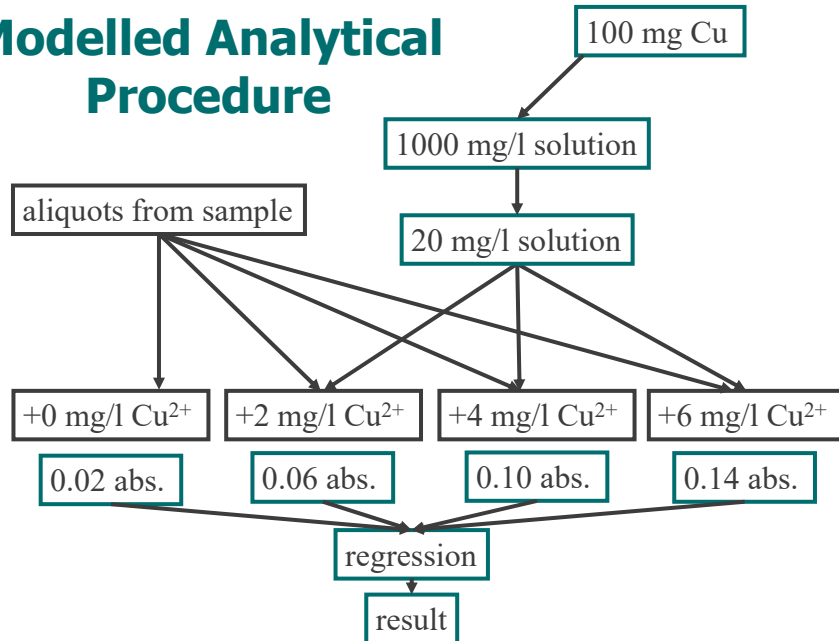 Modelled Analytical
Procedure
100 mg Cu
1000 mg/l solution
aliquots from sample
20 mg/l solution
+0 mg/l Cu²⁺
+2 mg/l Cu²⁺
+4 mg/l Cu²⁺
+6 mg/l Cu²⁺
0.02 abs.
0.06 abs.
0.10 abs.
0.14 abs.
regression
result